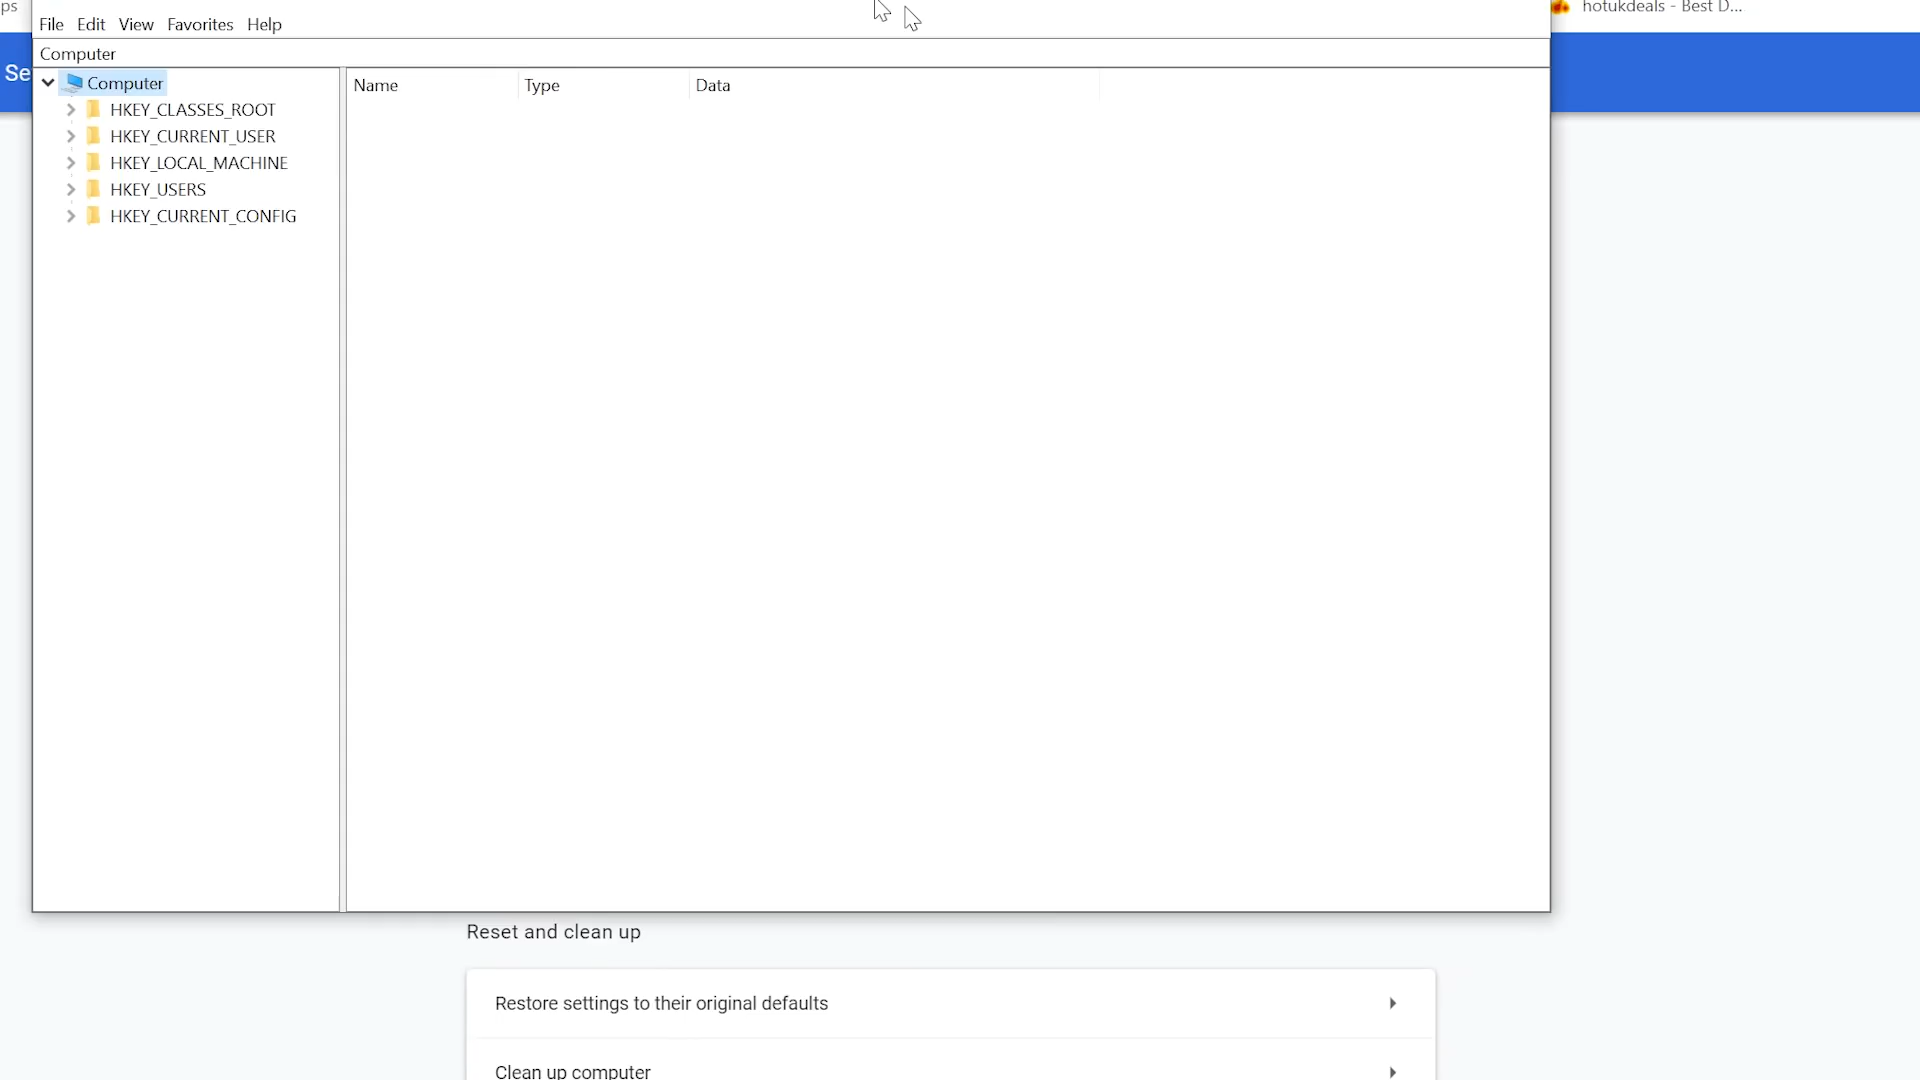 ps
hotukdeals - Best D...
File Edit View Favorites Help
Computer
Se
Computer
Name Type Data
HKEY_CLASSES_ROOT
HKEY_CURRENT_USER
HKEY_LOCAL_MACHINE
HKEY_USERS
HKEY_CURRENT_CONFIG
Reset and clean up
Restore settings to their original defaults
Clean up computer